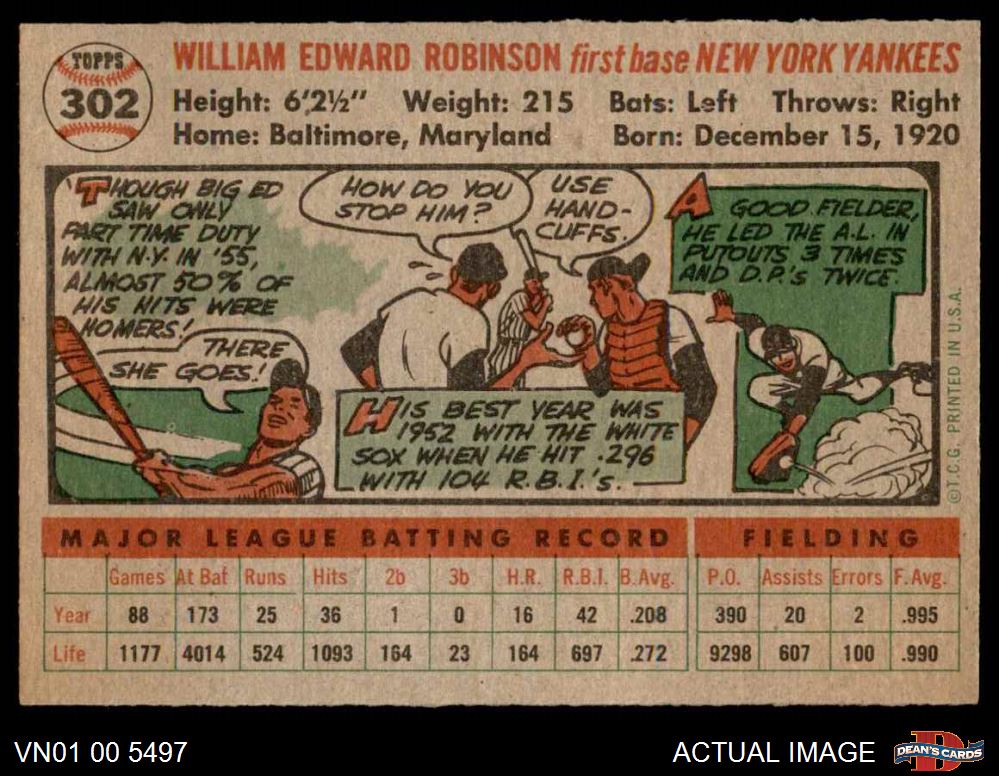 TOPPS
302
WILLIAM EDWARD ROBINSON first base NEW YORK YANKEES
Height: 6'2½" Weight: 215 Bats: Left Throws: Right
Home: Baltimore, Maryland Born: December 15, 1920
THOUGH BIG ED
SAW ONLY
PART TIME DUTY
WITH N.Y. IN '55,
ALMOST 50% OF
HIS HITS WERE
HOMERS!
THERE
SHE GOES!
HOW DO YOU
STOP HIM?
USE
HAND-
CUFFS.
HIS BEST YEAR WAS
1952 WITH THE WHITE
SOX WHEN HE HIT .296
WITH 104 R.B.I.'s.
A GOOD FIELDER,
HE LED THE A.L. IN
PUTOUTS 3 TIMES
AND D.P.'s TWICE.
©T.C.G. PRINTED IN U.S.A.
MAJOR LEAGUE BATTING RECORD FIELDING
Games At Bat Runs Hits 2b 3b H.R. R.B.I. B.Avg. P.O. Assists Errors F.Avg.
Year 88 173 25 36 1 0 16 42 .208 390 20 2 .995
Life 1177 4014 524 1093 164 23 164 697 .272 9298 607 100 .990
VN01 00 5497 ACTUAL IMAGE DEAN'S CARDS